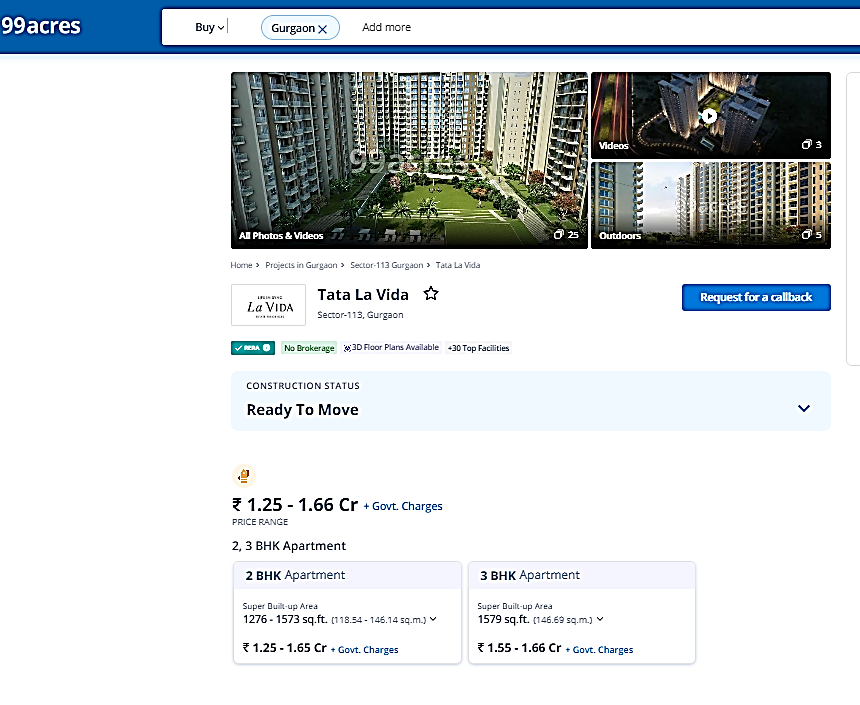 99acres
Buy
Gurgaon
Add more
99acres
All Photos & Videos
25
Videos
3
Outdoors
5
Home > Projects in Gurgaon > Sector-113 Gurgaon > Tata La Vida
La VIDA
Tata La Vida
Sector-113, Gurgaon
Request for a callback
RERA
No Brokerage
3D Floor Plans Available
+30 Top Facilities
CONSTRUCTION STATUS
Ready To Move
₹ 1.25 - 1.66 Cr + Govt. Charges
PRICE RANGE
2, 3 BHK Apartment
2 BHK Apartment
Super Built-up Area
1276 - 1573 sq.ft. (118.54 - 146.14 sq.m.)
₹ 1.25 - 1.65 Cr + Govt. Charges
3 BHK Apartment
Super Built-up Area
1579 sq.ft. (146.69 sq.m.)
₹ 1.55 - 1.66 Cr + Govt. Charges